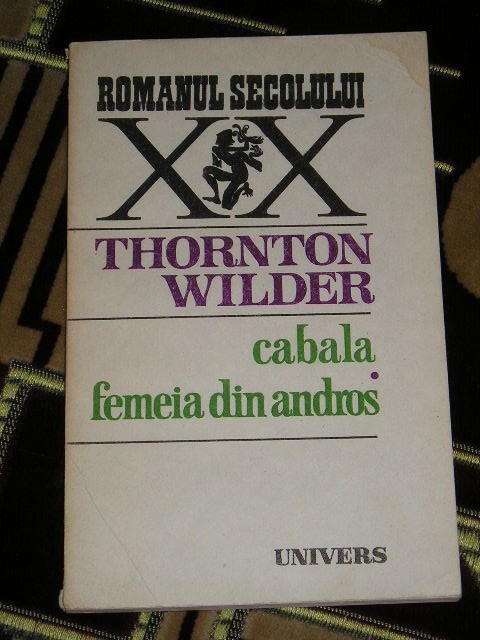 ROMANUL SECOLULUI
XX
THORNTON
WILDER
cabala
•
femeia din andros
UNIVERS